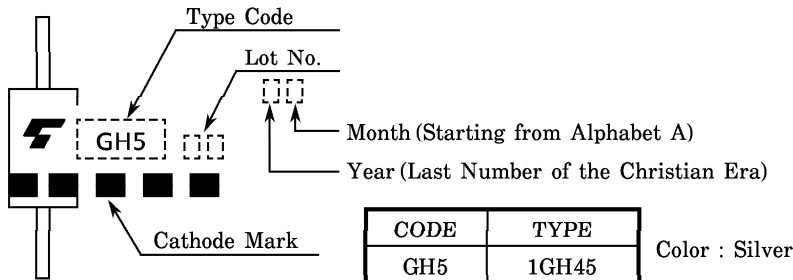 Type Code
Lot No.
GH5
Month (Starting from Alphabet A)
Year (Last Number of the Christian Era)
Cathode Mark
CODE TYPE
GH5 1GH45
Color : Silver